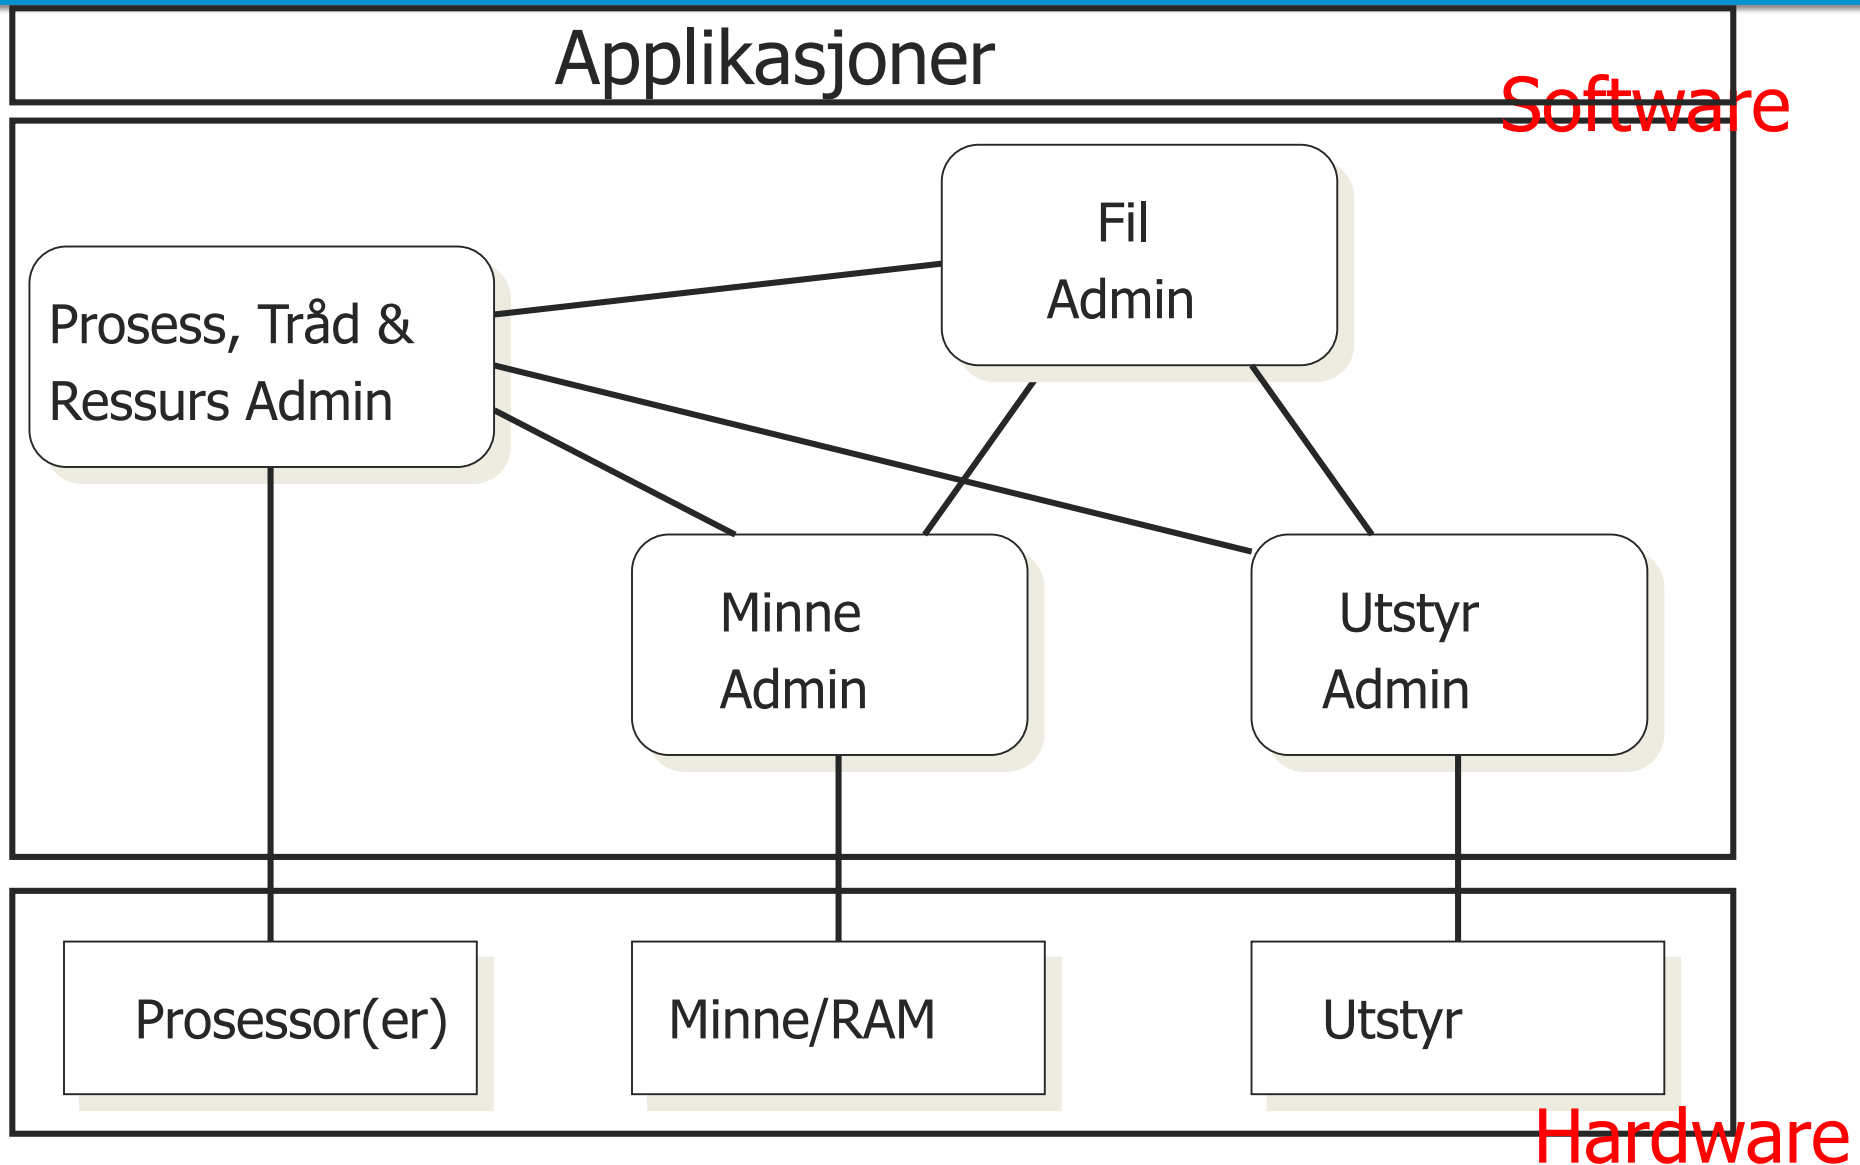 Applikasjoner
Software
Fil
Admin
Prosess, Tråd &
Ressurs Admin
Minne
Admin
Utstyr
Admin
Prosessor(er)
Minne/RAM
Utstyr
Hardware